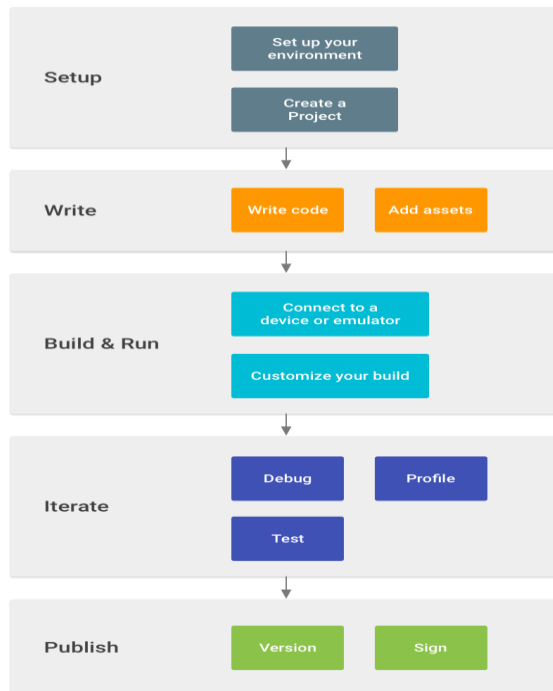 Setup
Set up your
environment
Create a
Project
Write
Write code
Add assets
Build & Run
Connect to a
device or emulator
Customize your build
Iterate
Debug
Profile
Test
Publish
Version
Sign